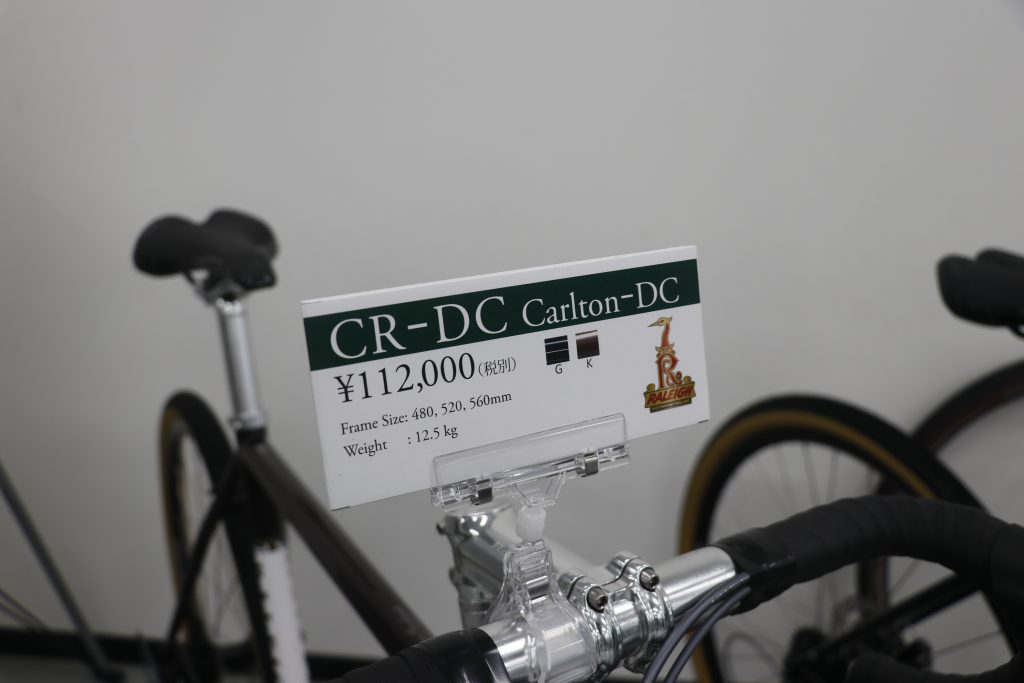 CR-DC Carlton-DC
¥112,000(税別)
G K
Frame Size: 480, 520, 560mm
Weight : 12.5 kg
R
RALEIGH